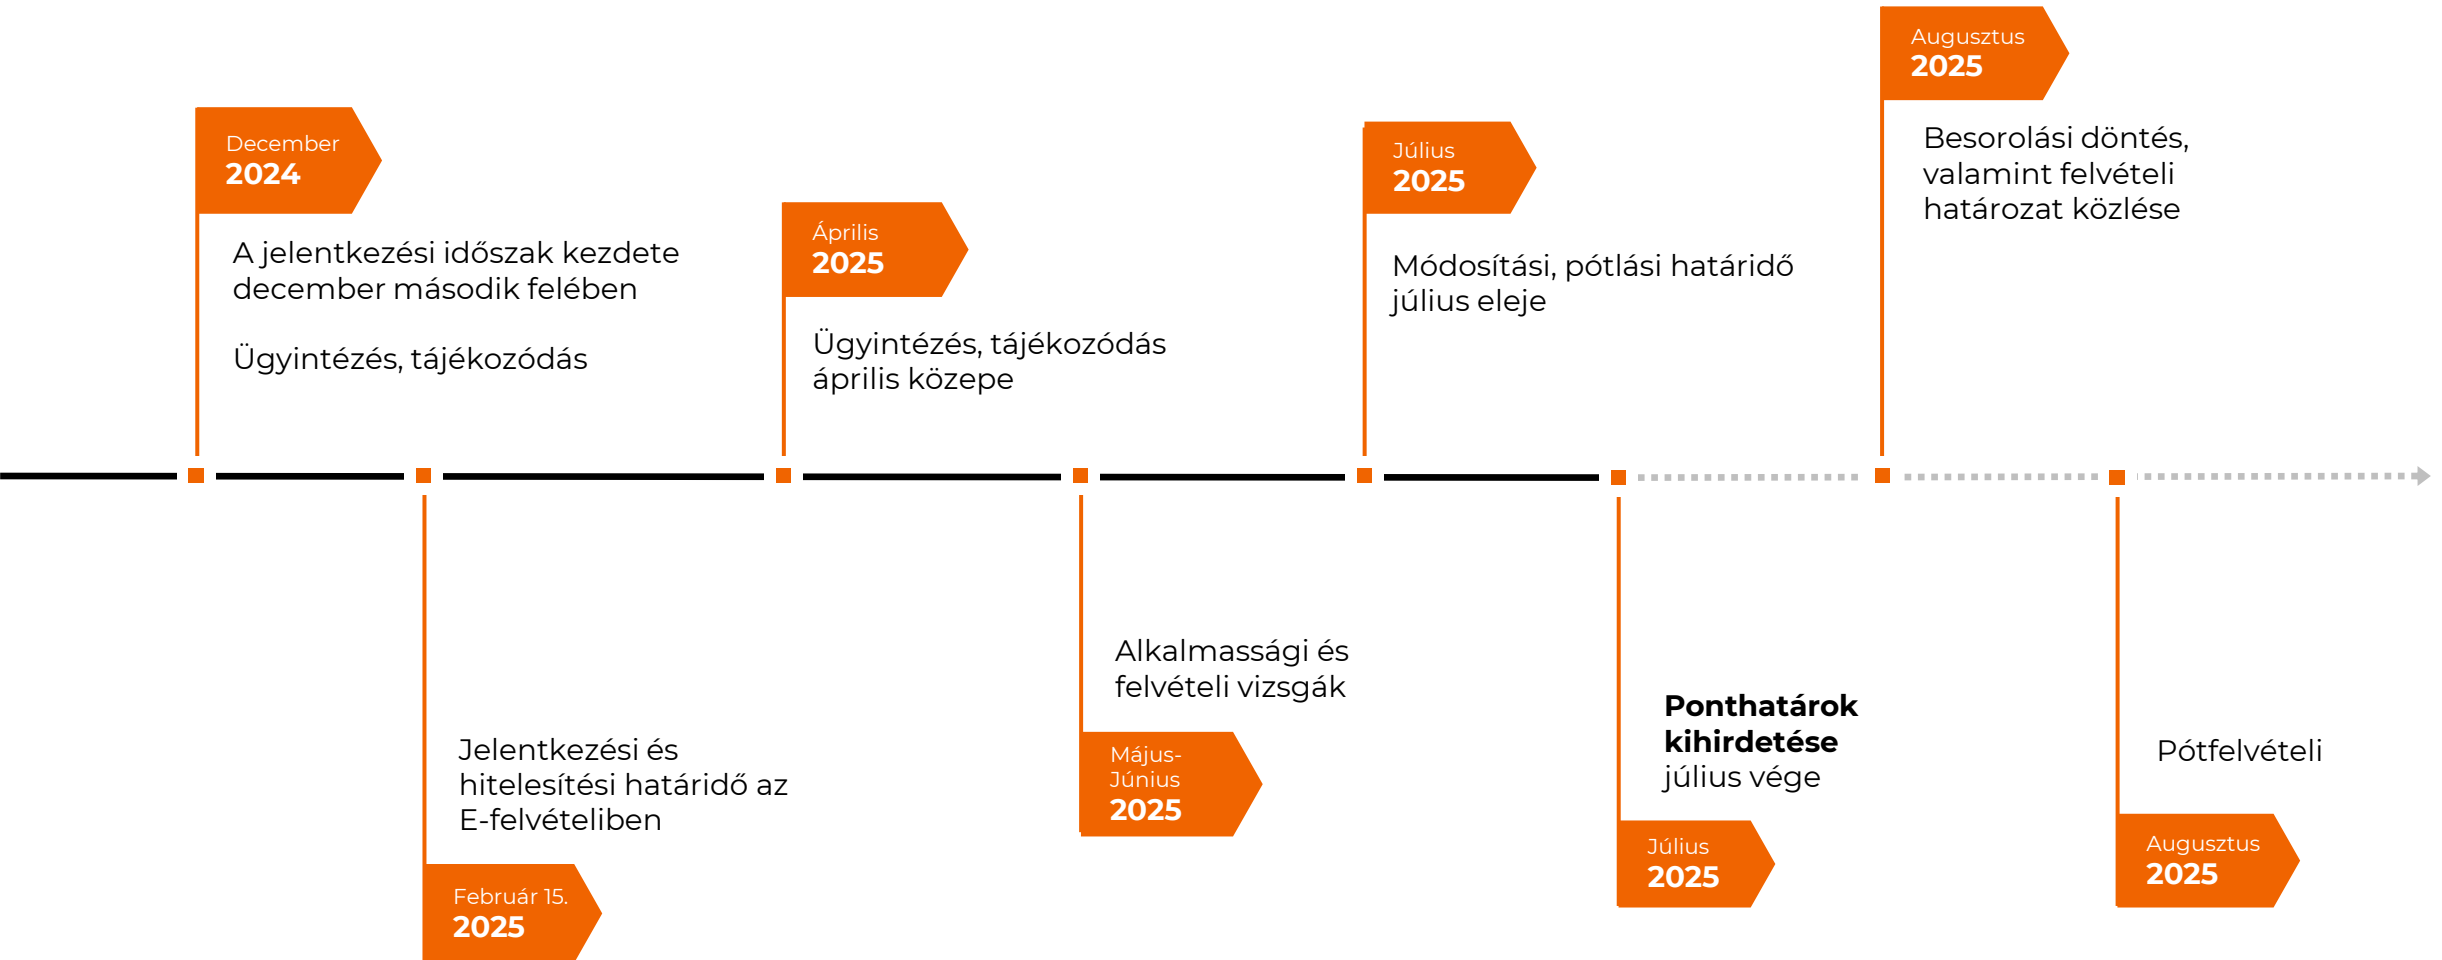 December
2024
A jelentkezési időszak kezdete
december második felében
Ügyintézés, tájékozódás
Jelentkezési és
hitelesítési határidő az
E-felvételiben
Február 15.
2025
Április
2025
Ügyintézés, tájékozódás
április közepe
Alkalmassági és
felvételi vizsgák
Május-
Június
2025
Július
2025
Módosítási, pótlási határidő
július eleje
Ponthatárok
kihirdetése
július vége
Július
2025
Augusztus
2025
Besorolási döntés,
valamint felvételi
határozat közlése
Pótfelvételi
Augusztus
2025